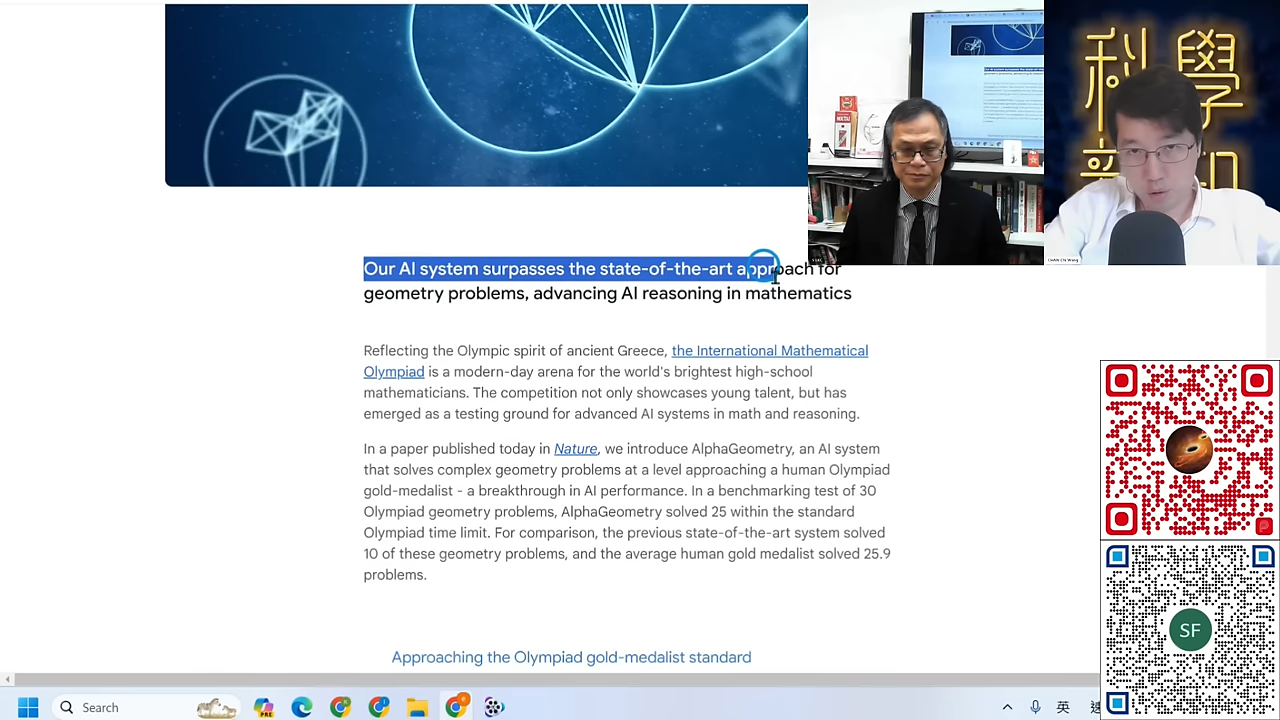 科學
Our AI system surpasses the state-of-the-art approach for
geometry problems, advancing AI reasoning in mathematics
Reflecting the Olympic spirit of ancient Greece, the International Mathematical
Olympiad is a modern-day arena for the world's brightest high-school
mathematicians. The competition not only showcases young talent, but has
emerged as a testing ground for advanced AI systems in math and reasoning.
In a paper published today in Nature, we introduce AlphaGeometry, an AI system
that solves complex geometry problems at a level approaching a human Olympiad
gold-medalist - a breakthrough in AI performance. In a benchmarking test of 30
Olympiad geometry problems, AlphaGeometry solved 25 within the standard
Olympiad time limit. For comparison, the previous state-of-the-art system solved
10 of these geometry problems, and the average human gold medalist solved 25.9
problems.
Approaching the Olympiad gold-medalist standard
SF
Search
PRE
英